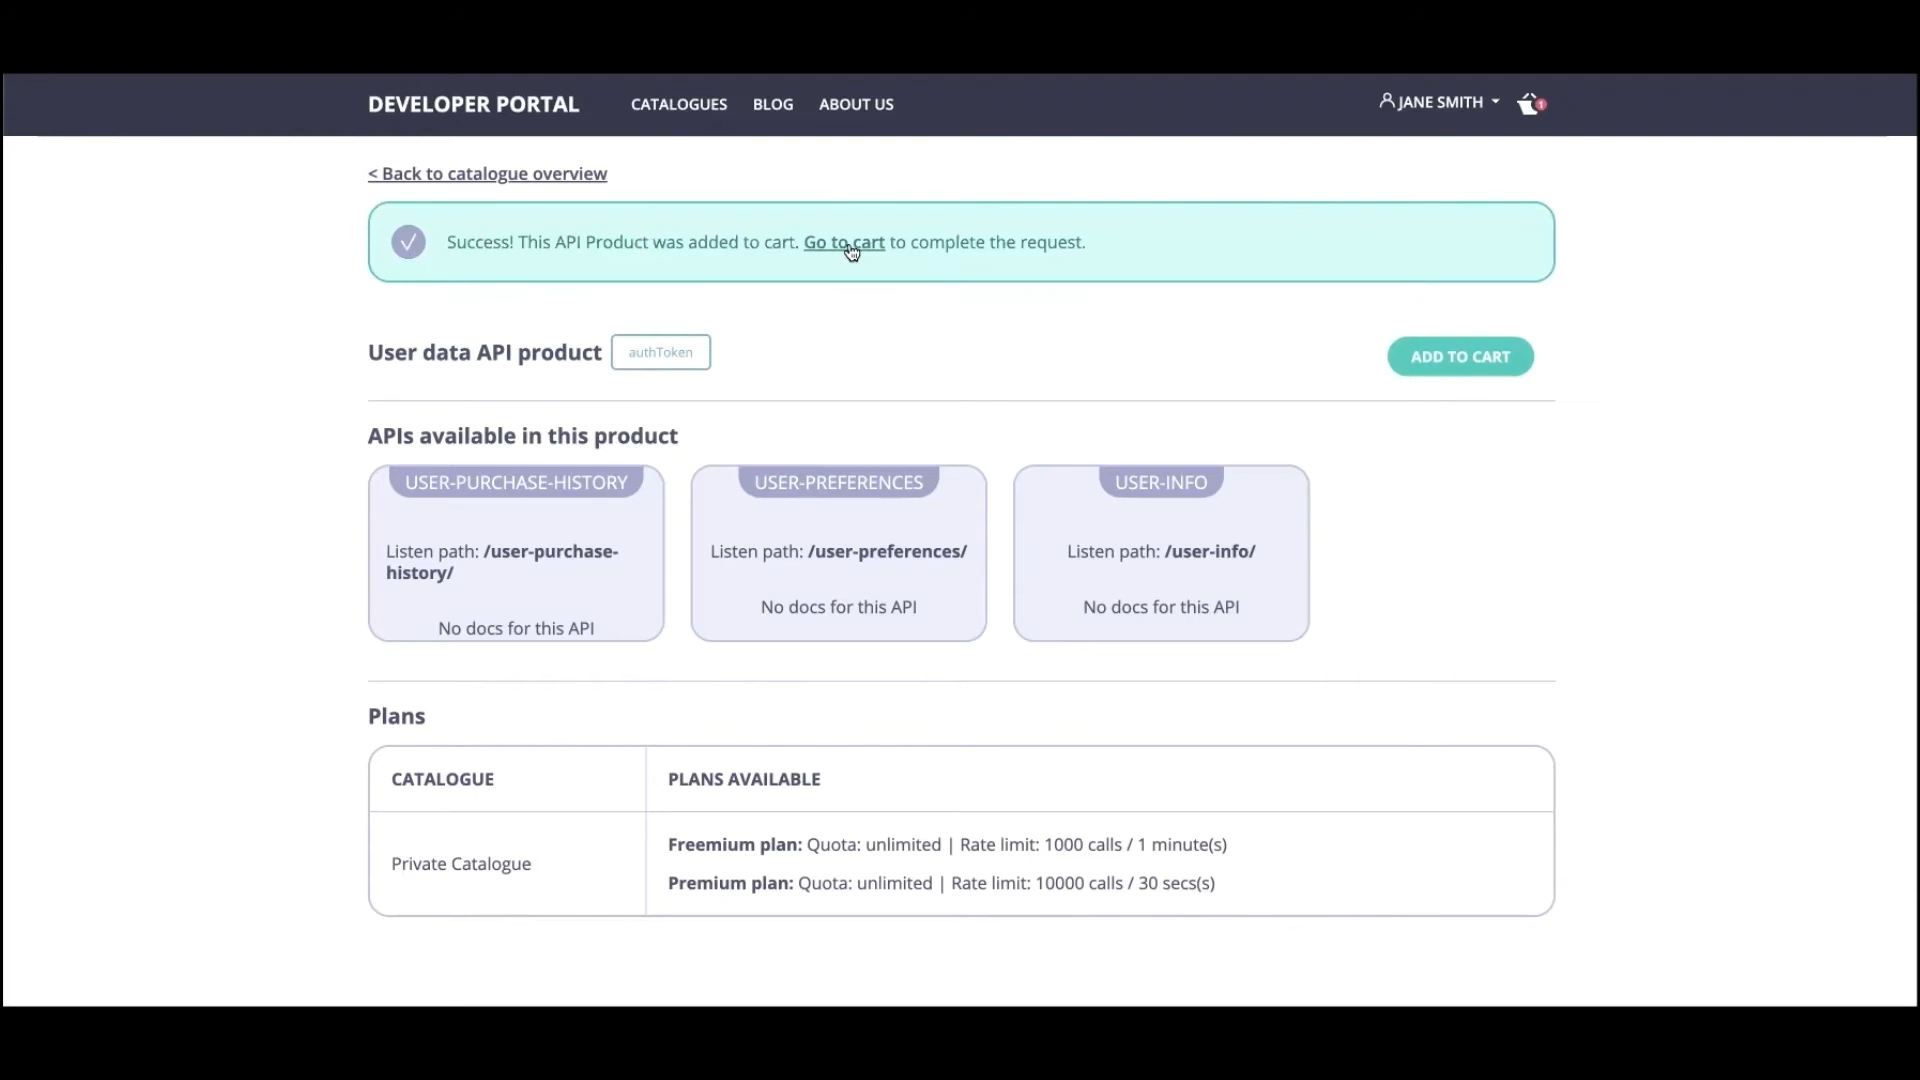 DEVELOPER PORTAL CATALOGUES BLOG ABOUT US JANE SMITH 1
< Back to catalogue overview
Success! This API Product was added to cart. Go to cart to complete the request.
User data API product authToken ADD TO CART
APIs available in this product
USER-PURCHASE-HISTORY
Listen path: /user-purchase-
history/
No docs for this API
USER-PREFERENCES
Listen path: /user-preferences/
No docs for this API
USER-INFO
Listen path: /user-info/
No docs for this API
Plans
CATALOGUE PLANS AVAILABLE
Private Catalogue
Freemium plan: Quota: unlimited | Rate limit: 1000 calls / 1 minute(s)
Premium plan: Quota: unlimited | Rate limit: 10000 calls / 30 secs(s)